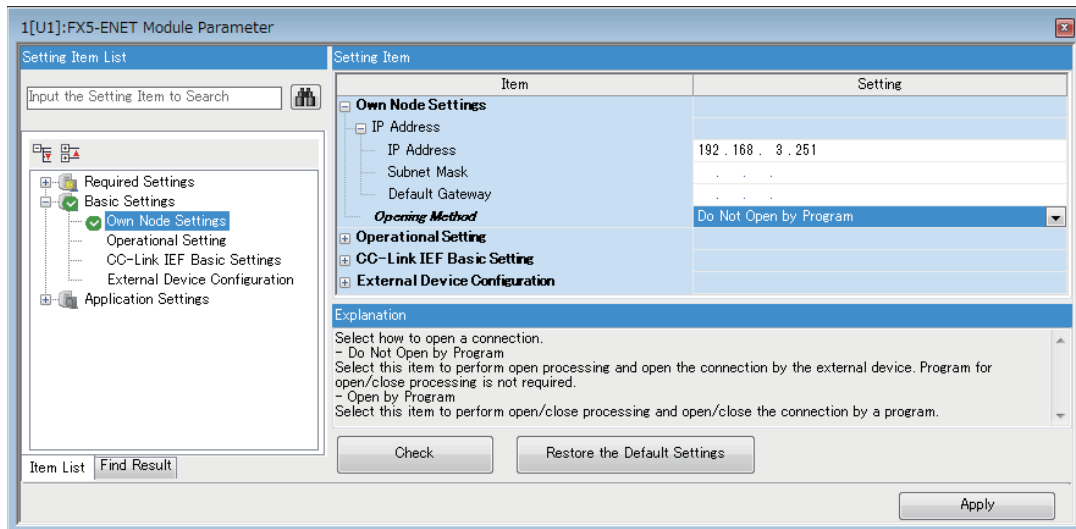 1[U1]:FX5-ENET Module Parameter
Setting Item List
Input the Setting Item to Search
Required Settings
Basic Settings
Own Node Settings
Operational Setting
CC-Link IEF Basic Settings
External Device Configuration
Application Settings
Item List Find Result
Setting Item
Item Setting
Own Node Settings
IP Address
IP Address 192 . 168 . 3 . 251
Subnet Mask . . .
Default Gateway . . .
Opening Method Do Not Open by Program
Operational Setting
CC-Link IEF Basic Setting
External Device Configuration
Explanation
Select how to open a connection.
- Do Not Open by Program
Select this item to perform open processing and open the connection by the external device. Program for
open/close processing is not required.
- Open by Program
Select this item to perform open/close processing and open/close the connection by a program.
Check Restore the Default Settings
Apply